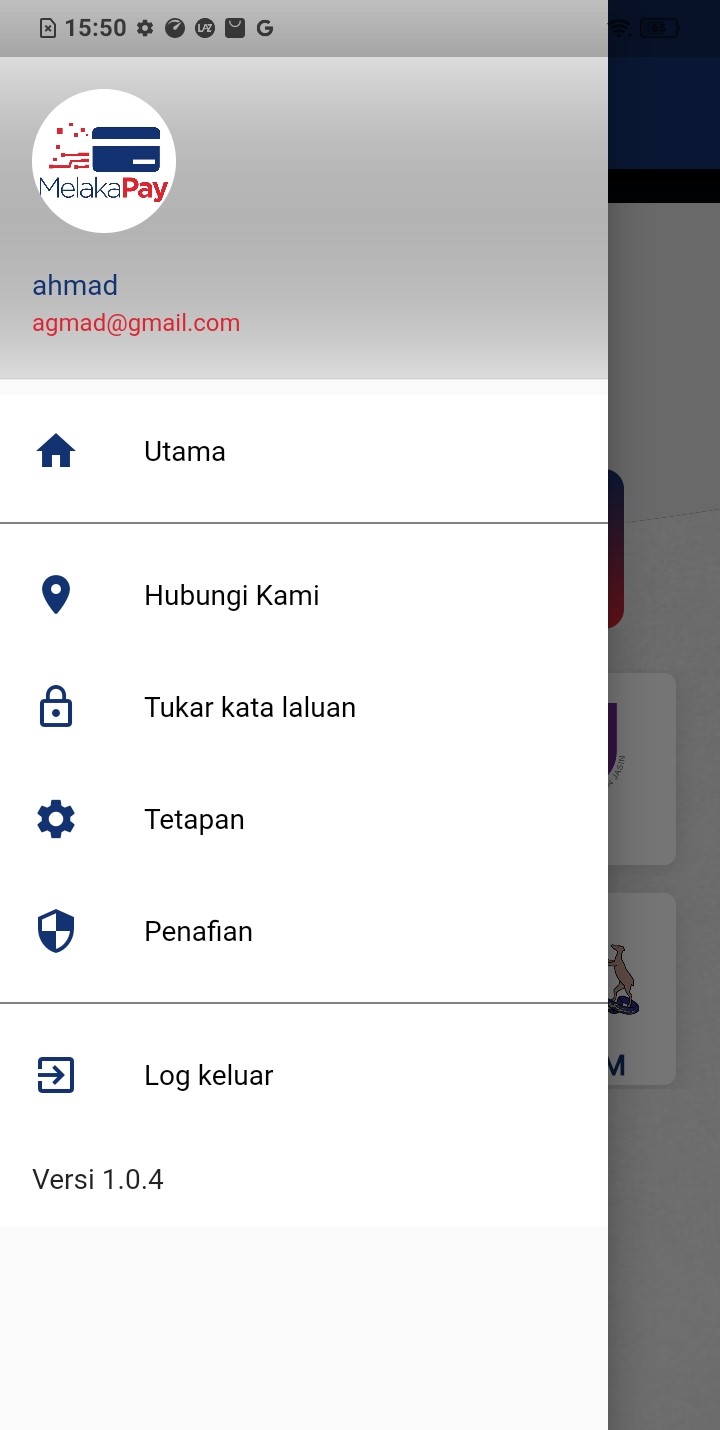 15:50
MelakaPay
ahmad
agmad@gmail.com
Utama
Hubungi Kami
Tukar kata laluan
Tetapan
Penafian
Log keluar
Versi 1.0.4
JASIN
M